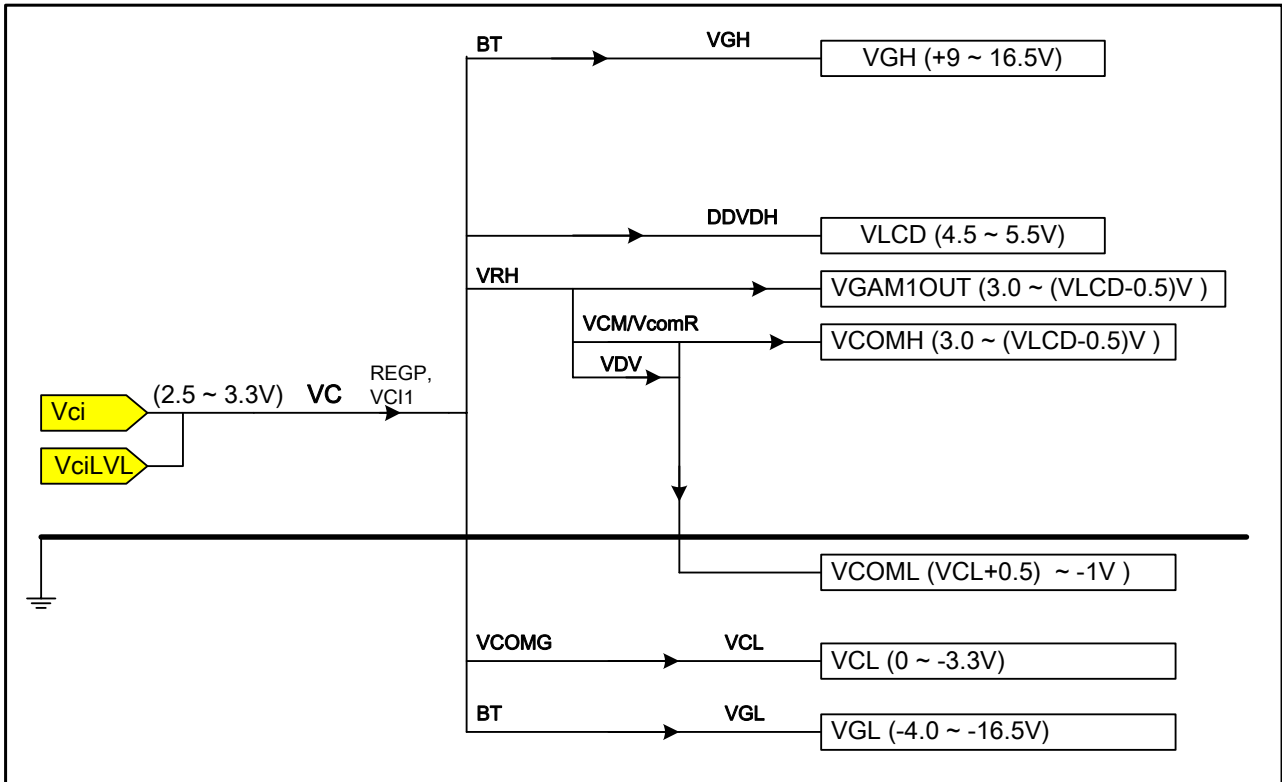 BT VGH VGH (+9 ~ 16.5V)
DDVDH VLCD (4.5 ~ 5.5V)
VRH VGAM1OUT (3.0 ~ (VLCD-0.5)V )
VCM/VcomR VCOMH (3.0 ~ (VLCD-0.5)V )
VDV
Vci (2.5 ~ 3.3V) VC REGP,
VCI1
VciLVL
VCOML (VCL+0.5) ~ -1V )
VCOMG VCL VCL (0 ~ -3.3V)
BT VGL VGL (-4.0 ~ -16.5V)